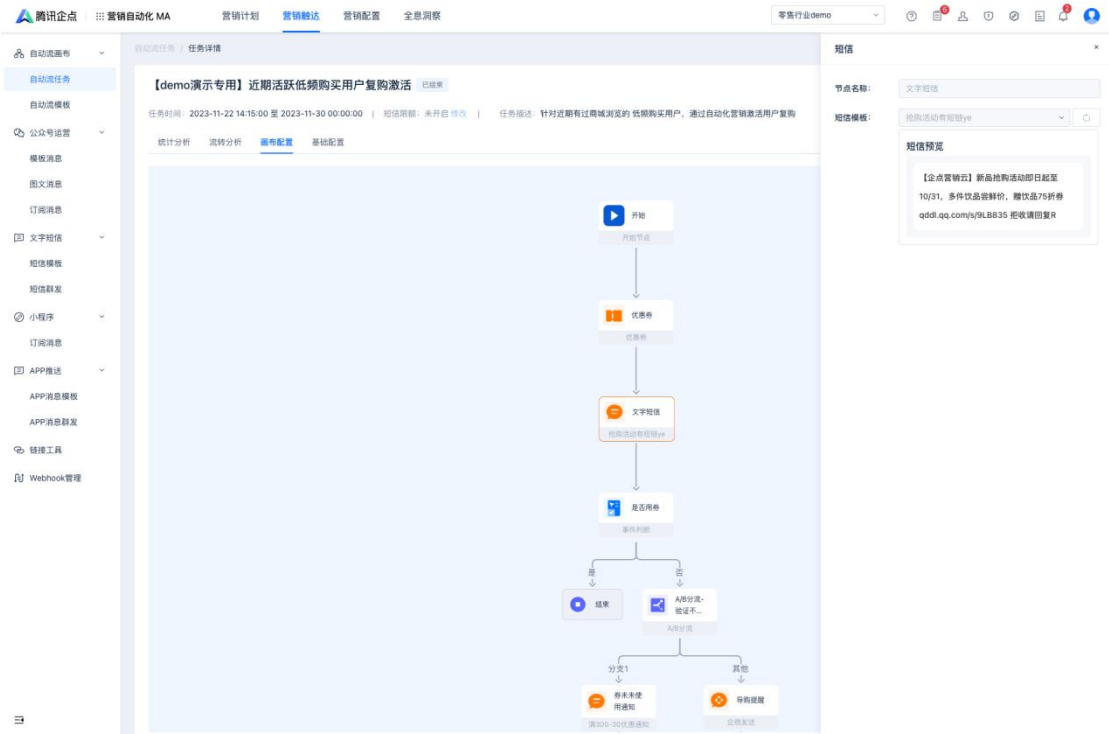 腾讯企点 营销自动化 MA 营销计划 营销触达 营销配置 全息洞察 零售行业demo 6 2
自动流画布
自动流任务
自动流模板
公众号运营
模板消息
图文消息
订阅消息
文字短信
短信模板
短信群发
小程序
订阅消息
APP推送
APP消息模板
APP消息群发
链接工具
Webhook管理
自动流任务 / 任务详情
【demo演示专用】近期活跃低频购买用户复购激活 已结束
任务时间: 2023-11-22 14:15:00 至 2023-11-30 00:00:00 | 短信限额: 未开启 修改 | 任务描述: 针对近期有过商城浏览的 低频购买用户，通过自动化营销激活用户复购
统计分析 流转分析 画布配置 基础配置
开始
开始节点
优惠券
优惠券
文字短信
抢购活动有短链ye
是否用券
事件判断
是 否
结束
A/B分流-
验证不...
A/B分流
分支1 其他
券未未使
用通知
满300-30优惠通知
导购提醒
企微发送
短信 ×
节点名称: 文字短信
短信模板: 抢购活动有短链ye
短信预览
【企点营销云】新品抢购活动即日起至
10/31，多件饮品尝鲜价，赠饮品75折券
qddl.qq.com/s/9LB835 拒收请回复R